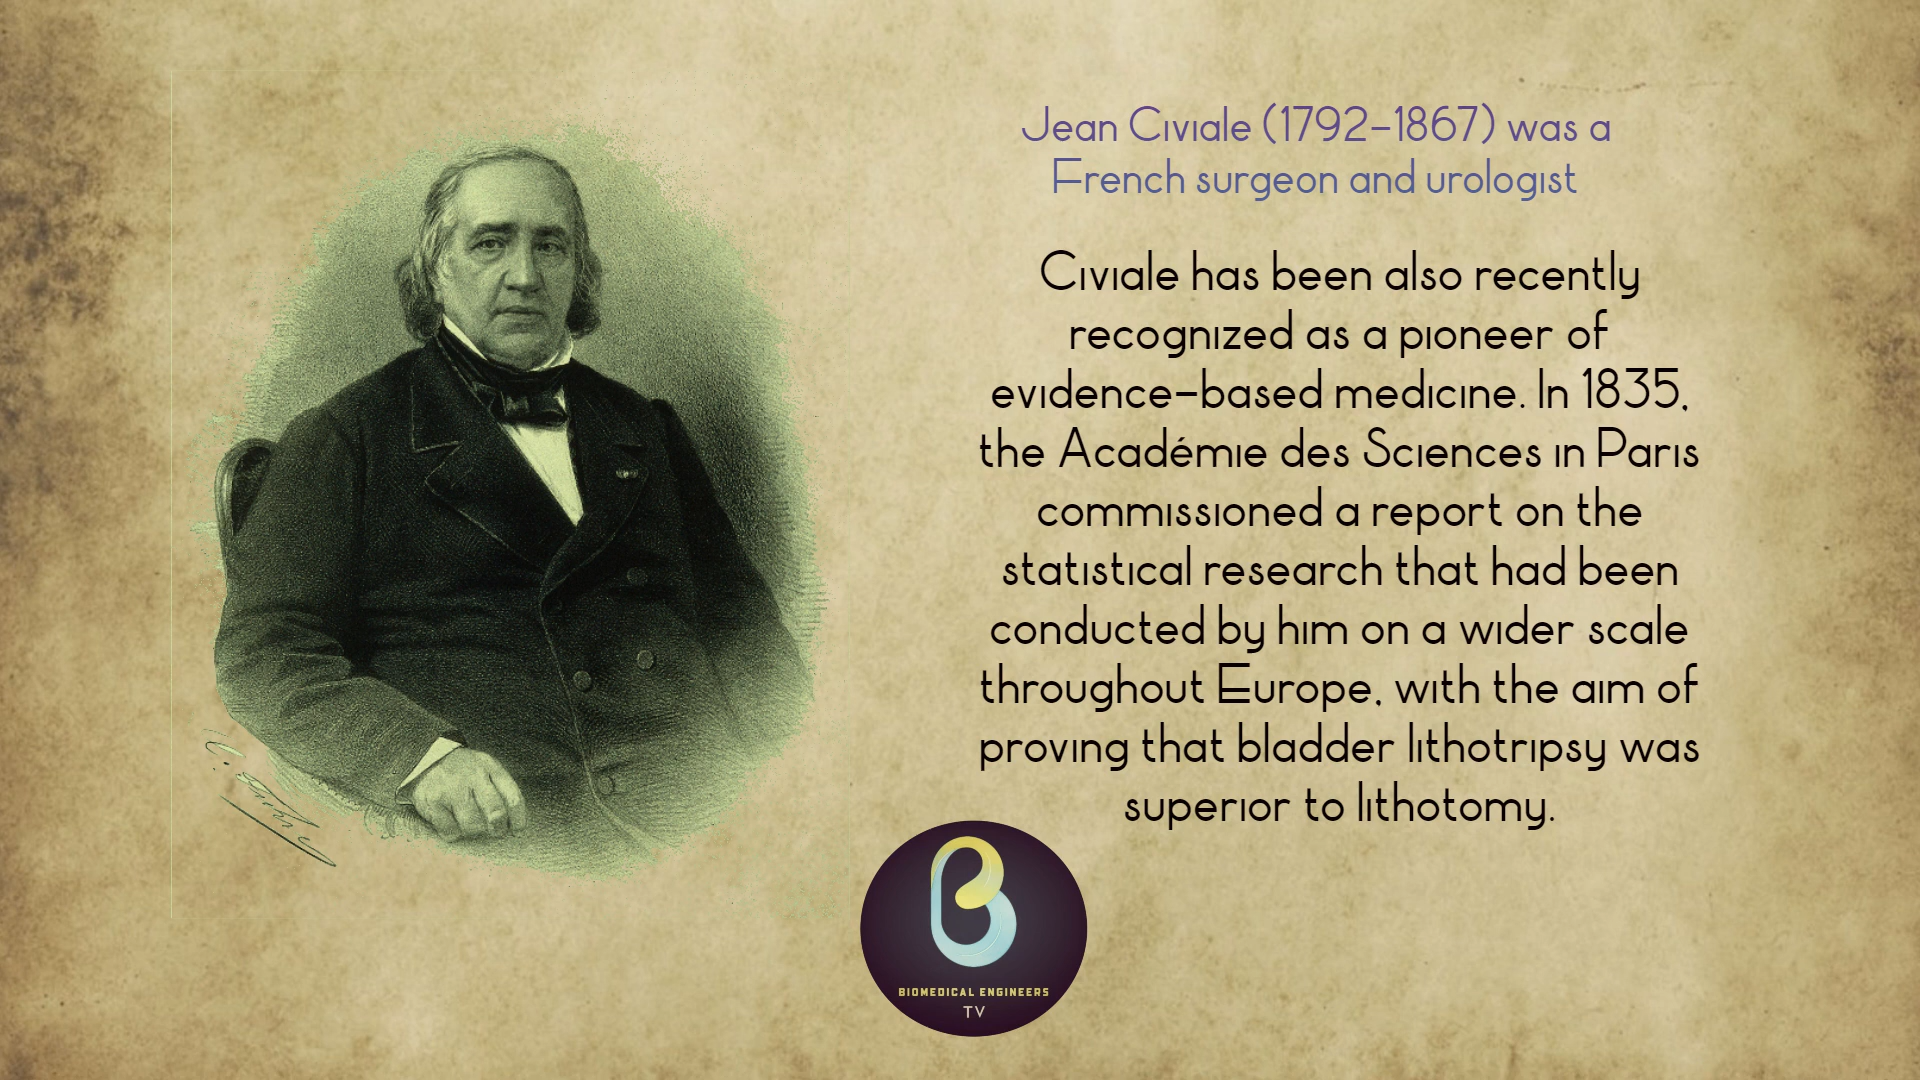 Jean Civiale (1792-1867) was a
French surgeon and urologist
Civiale has been also recently
recognized as a pioneer of
evidence-based medicine. In 1835,
the Académie des Sciences in Paris
commissioned a report on the
statistical research that had been
conducted by him on a wider scale
throughout Europe, with the aim of
proving that bladder lithotripsy was
superior to lithotomy.
BIOMEDICAL ENGINEERS
TV